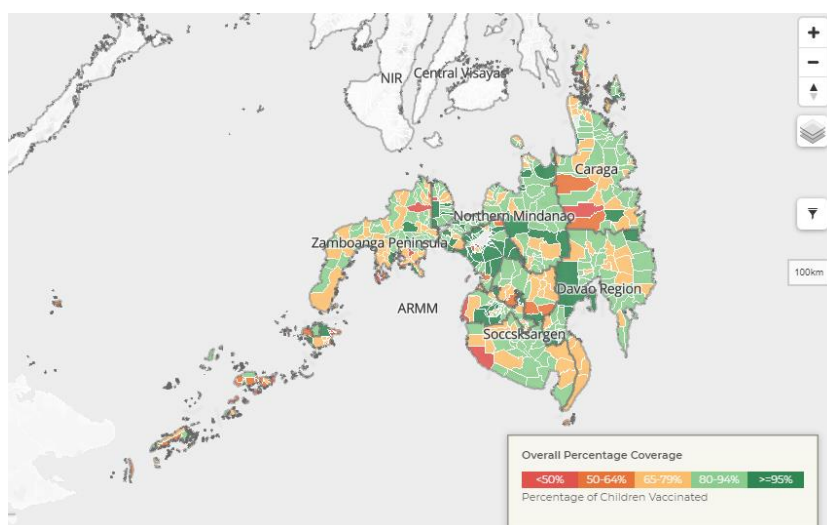 +
−
NIR
Central Visayas
Caraga
Northern Mindanao
Zamboanga Peninsula
100km
Davao Region
ARMM
Soccsksargen
Overall Percentage Coverage
<50% 50-64% 65-79% 80-94% >=95%
Percentage of Children Vaccinated